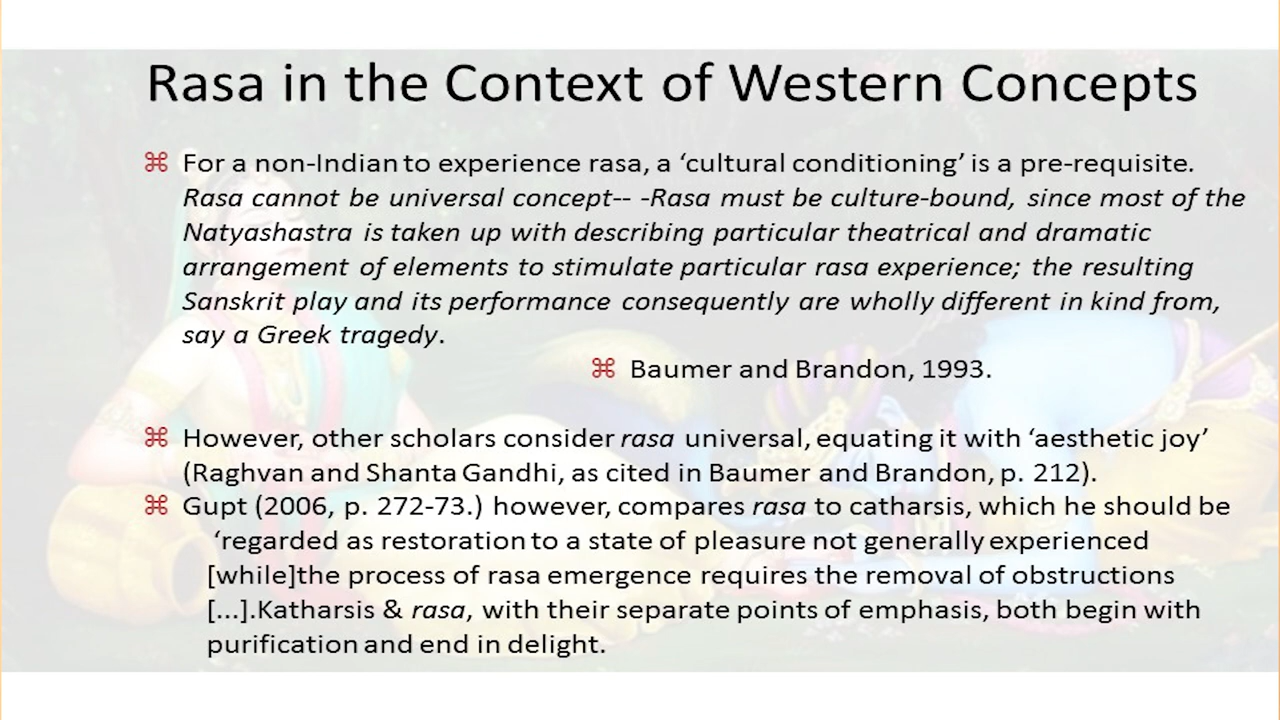 Rasa in the Context of Western Concepts
⌘ For a non-Indian to experience rasa, a ‘cultural conditioning’ is a pre-requisite.
Rasa cannot be universal concept-- -Rasa must be culture-bound, since most of the
Natyashastra is taken up with describing particular theatrical and dramatic
arrangement of elements to stimulate particular rasa experience; the resulting
Sanskrit play and its performance consequently are wholly different in kind from,
say a Greek tragedy.
⌘ Baumer and Brandon, 1993.
⌘ However, other scholars consider rasa universal, equating it with ‘aesthetic joy’
(Raghvan and Shanta Gandhi, as cited in Baumer and Brandon, p. 212).
⌘ Gupt (2006, p. 272-73.) however, compares rasa to catharsis, which he should be
‘regarded as restoration to a state of pleasure not generally experienced
[while]the process of rasa emergence requires the removal of obstructions
[...].Katharsis & rasa, with their separate points of emphasis, both begin with
purification and end in delight.